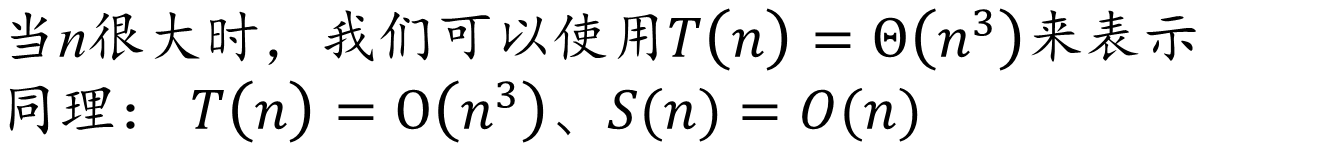 当n很大时，我们可以使用T(n) = Θ(n³)来表示
同理： T(n) = O(n³)、S(n) = O(n)